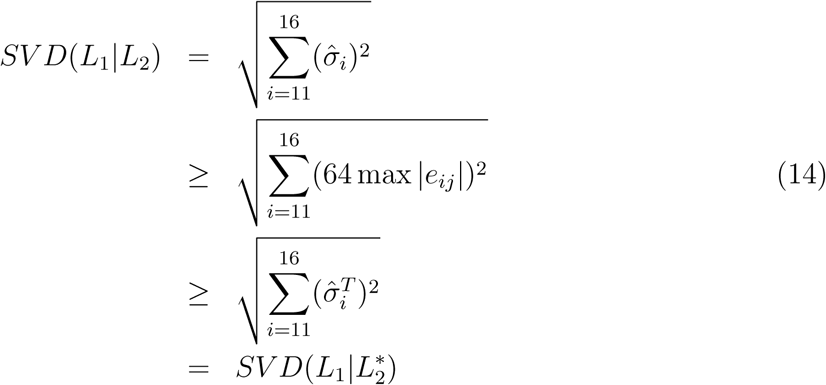 SVD(L_1|L_2) = \sqrt{\sum_{i=11}^{16} (\hat{\sigma}_i)^2}
≥ \sqrt{\sum_{i=11}^{16} (64 max |e_{ij}|)^2} (14)
≥ \sqrt{\sum_{i=11}^{16} (\hat{\sigma}_i^T)^2}
= SVD(L_1|L_2^*)